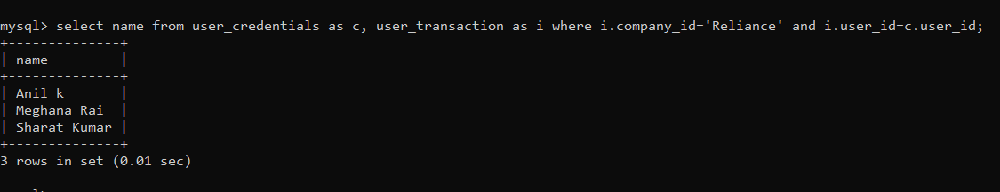 mysql> select name from user_credentials as c, user_transaction as i where i.company_id='Reliance' and i.user_id=c.user_id;
+--------------+
| name         |
+--------------+
| Anil k       |
| Meghana Rai  |
| Sharat Kumar |
+--------------+
3 rows in set (0.01 sec)